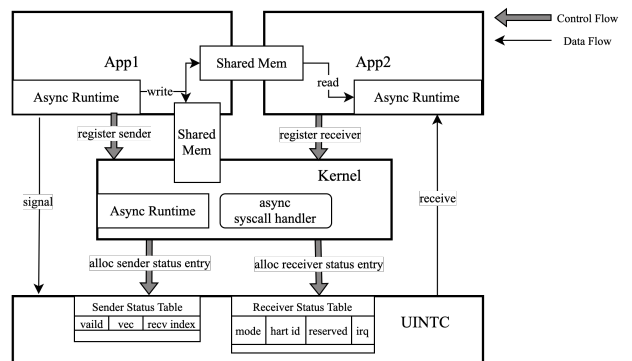 Control Flow
Data Flow
App1
Shared Mem
App2
write
read
Async Runtime
Async Runtime
register sender
Shared
Mem
register receiver
Kernel
Async Runtime
async
syscall handler
signal
receive
alloc sender status entry
alloc receiver status entry
Sender Status Table
vaild
vec
recv index
Receiver Status Table
mode
hart id
reserved
irq
UINTC